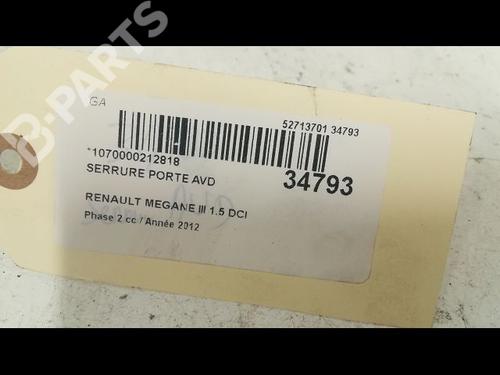 B-PARTS
GA
52713701 34793
*1070000212818
34793
SERRURE PORTE AVD
RENAULT MEGANE III 1.5 DCI
Phase 2 cc / Année 2012